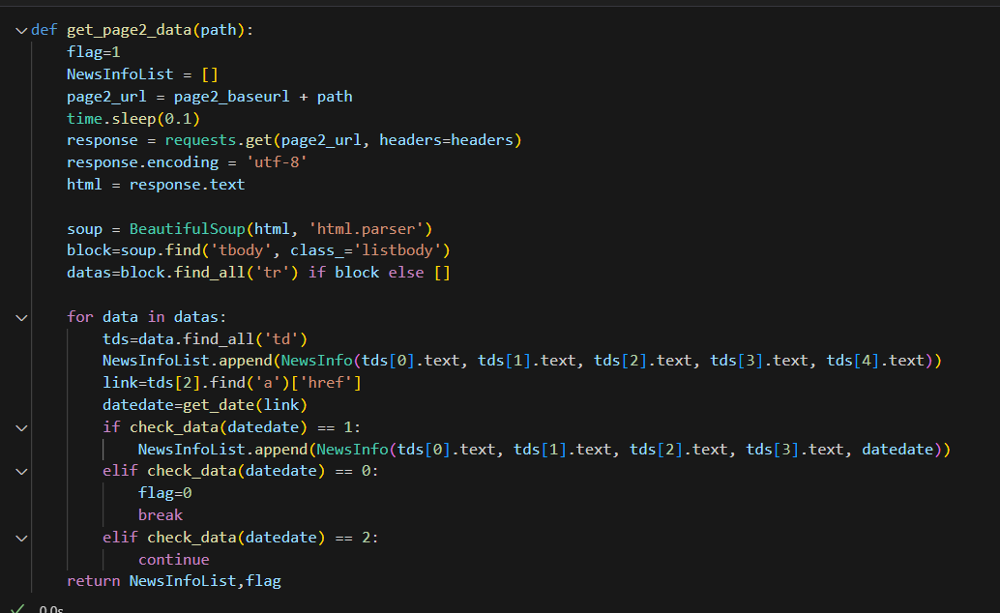 def get_page2_data(path):
    flag=1
    NewsInfoList = []
    page2_url = page2_baseurl + path
    time.sleep(0.1)
    response = requests.get(page2_url, headers=headers)
    response.encoding = 'utf-8'
    html = response.text

    soup = BeautifulSoup(html, 'html.parser')
    block=soup.find('tbody', class_='listbody')
    datas=block.find_all('tr') if block else []

    for data in datas:
        tds=data.find_all('td')
        NewsInfoList.append(NewsInfo(tds[0].text, tds[1].text, tds[2].text, tds[3].text, tds[4].text))
        link=tds[2].find('a')['href']
        datedate=get_date(link)
        if check_data(datedate) == 1:
            NewsInfoList.append(NewsInfo(tds[0].text, tds[1].text, tds[2].text, tds[3].text, datedate))
        elif check_data(datedate) == 0:
            flag=0
            break
        elif check_data(datedate) == 2:
            continue
    return NewsInfoList,flag
0.0s